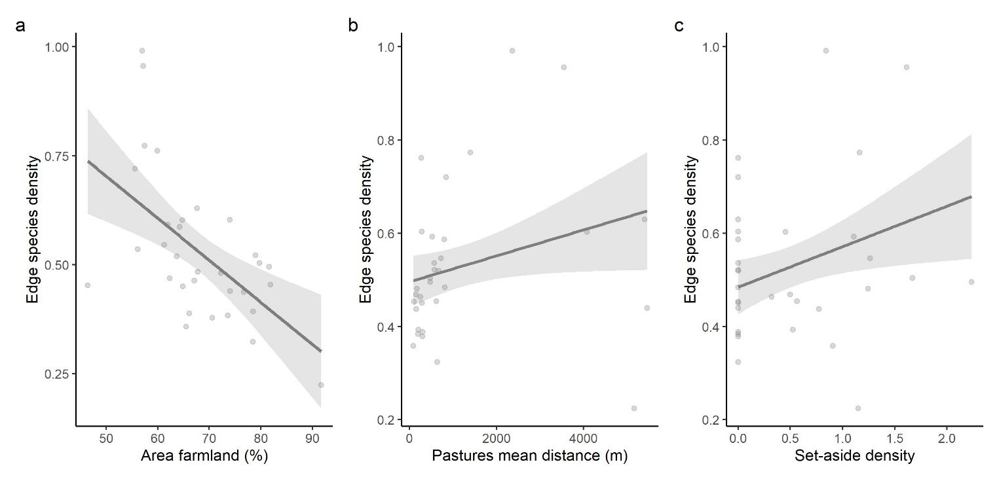 a
1.00
0.75
0.50
0.25
Edge species density
50 60 70 80 90
Area farmland (%)
b
1.0
0.8
0.6
0.4
0.2
Edge species density
0 2000 4000
Pastures mean distance (m)
c
1.0
0.8
0.6
0.4
0.2
Edge species density
0.0 0.5 1.0 1.5 2.0
Set-aside density